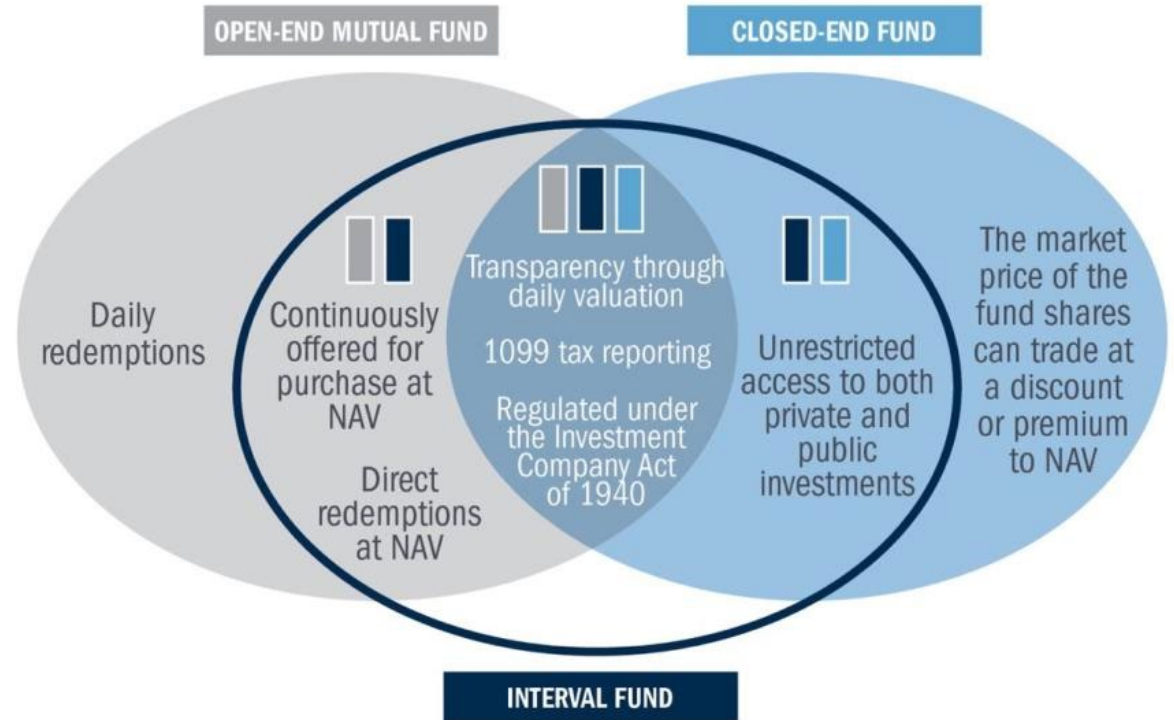 OPEN-END MUTUAL FUND
CLOSED-END FUND
Daily
redemptions
Continuously
offered for
purchase at
NAV
Direct
redemptions
at NAV
Transparency through
daily valuation
1099 tax reporting
Regulated under
the Investment
Company Act
of 1940
Unrestricted
access to both
private and
public
investments
The market
price of the
fund shares
can trade at
a discount
or premium
to NAV
INTERVAL FUND